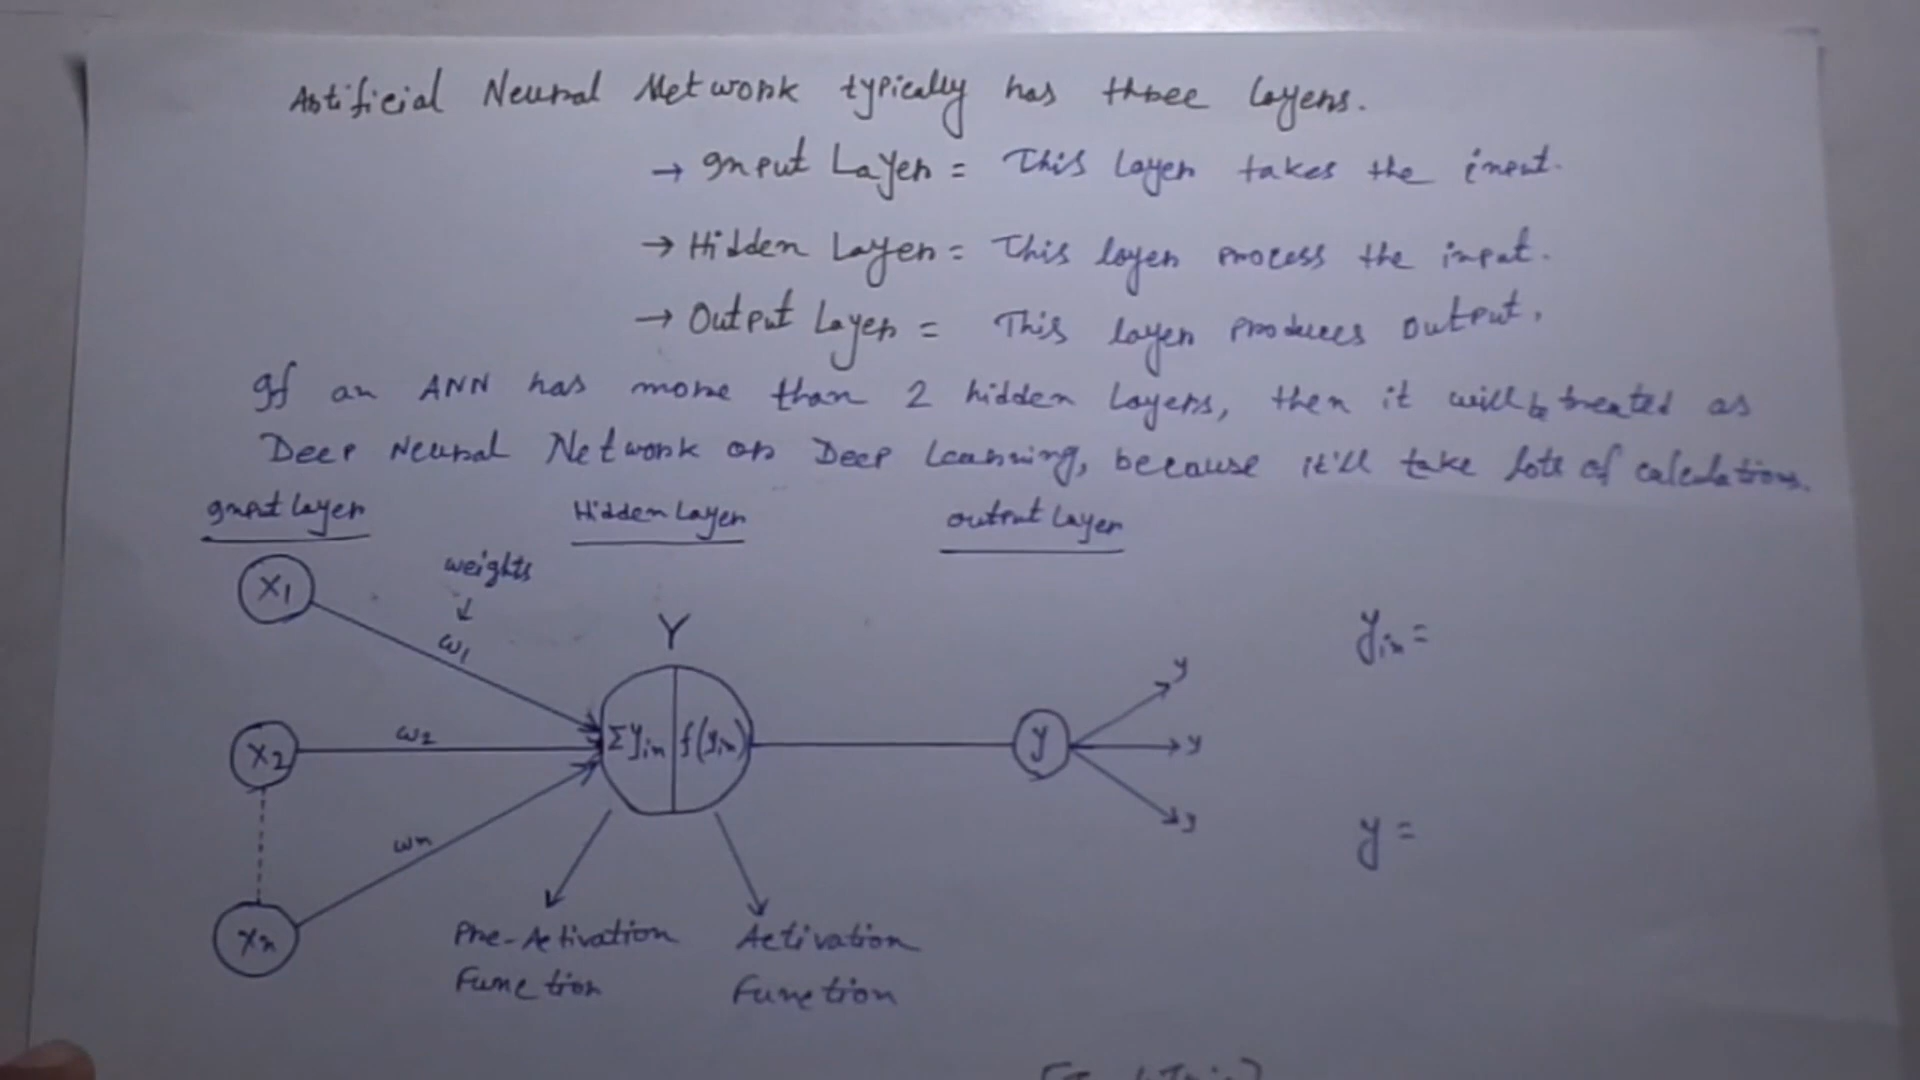 Artificial Neural Network typically has three layers.
→ Input Layer = This layer takes the input.
→ Hidden Layer = This layer process the input.
→ Output Layer = This layer produces output.
If an ANN has more than 2 hidden layers, then it will be treated as
Deep Neural Network or Deep Learning, because it'll take lots of calculations.
Input Layer Hidden Layer output Layer
weights
↓
X1 w1 Y
X2 w2 Σyin f(yin) y y y y
Xn wn
yin =
y =
Pre-Activation Function
Activation Function